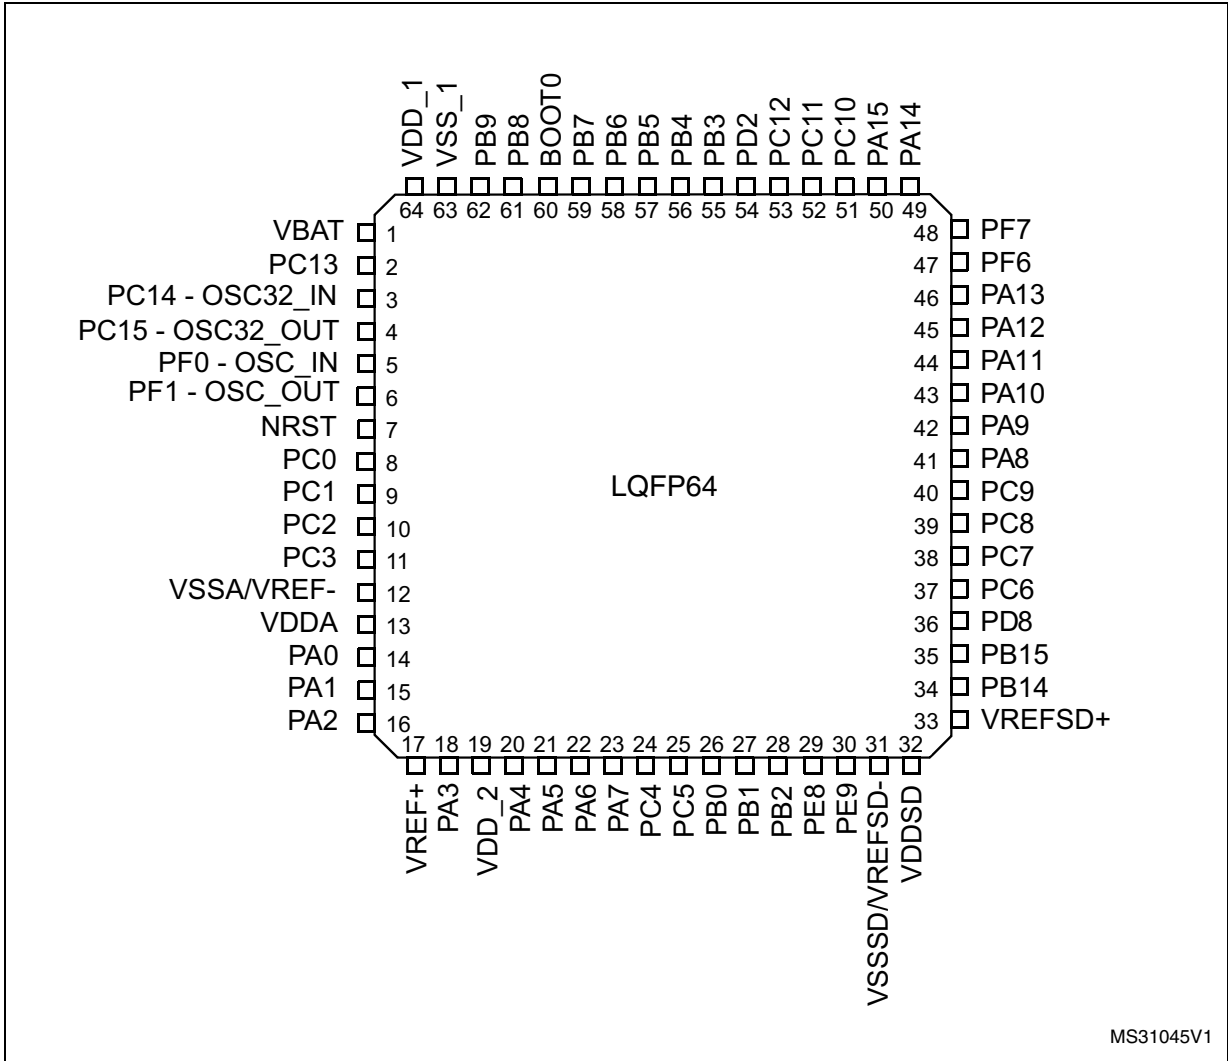 VDD_1
VSS_1
PB9
PB8
BOOT0
PB7
PB6
PB5
PB4
PB3
PD2
PC12
PC11
PC10
PA15
PA14
64 63 62 61 60 59 58 57 56 55 54 53 52 51 50 49
VBAT 1
PC13 2
PC14 - OSC32_IN 3
PC15 - OSC32_OUT 4
PF0 - OSC_IN 5
PF1 - OSC_OUT 6
NRST 7
PC0 8
PC1 9
PC2 10
PC3 11
VSSA/VREF- 12
VDDA 13
PA0 14
PA1 15
PA2 16
LQFP64
48 PF7
47 PF6
46 PA13
45 PA12
44 PA11
43 PA10
42 PA9
41 PA8
40 PC9
39 PC8
38 PC7
37 PC6
36 PD8
35 PB15
34 PB14
33 VREFSD+
17 18 19 20 21 22 23 24 25 26 27 28 29 30 31 32
VREF+
PA3
VDD_2
PA4
PA5
PA6
PA7
PC4
PC5
PB0
PB1
PB2
PE8
PE9
VSSSD/VREFSD-
VDDSD
MS31045V1